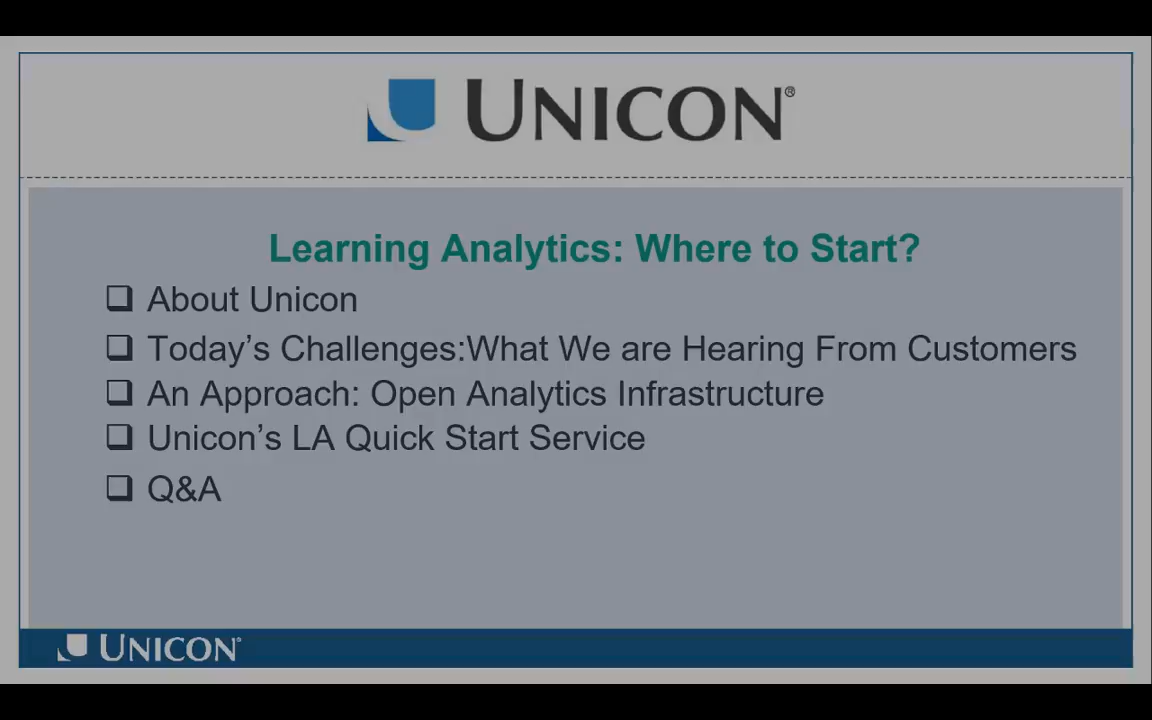 UNICON®
Learning Analytics: Where to Start?
❑ About Unicon
❑ Today’s Challenges:What We are Hearing From Customers
❑ An Approach: Open Analytics Infrastructure
❑ Unicon’s LA Quick Start Service
❑ Q&A
UNICON®